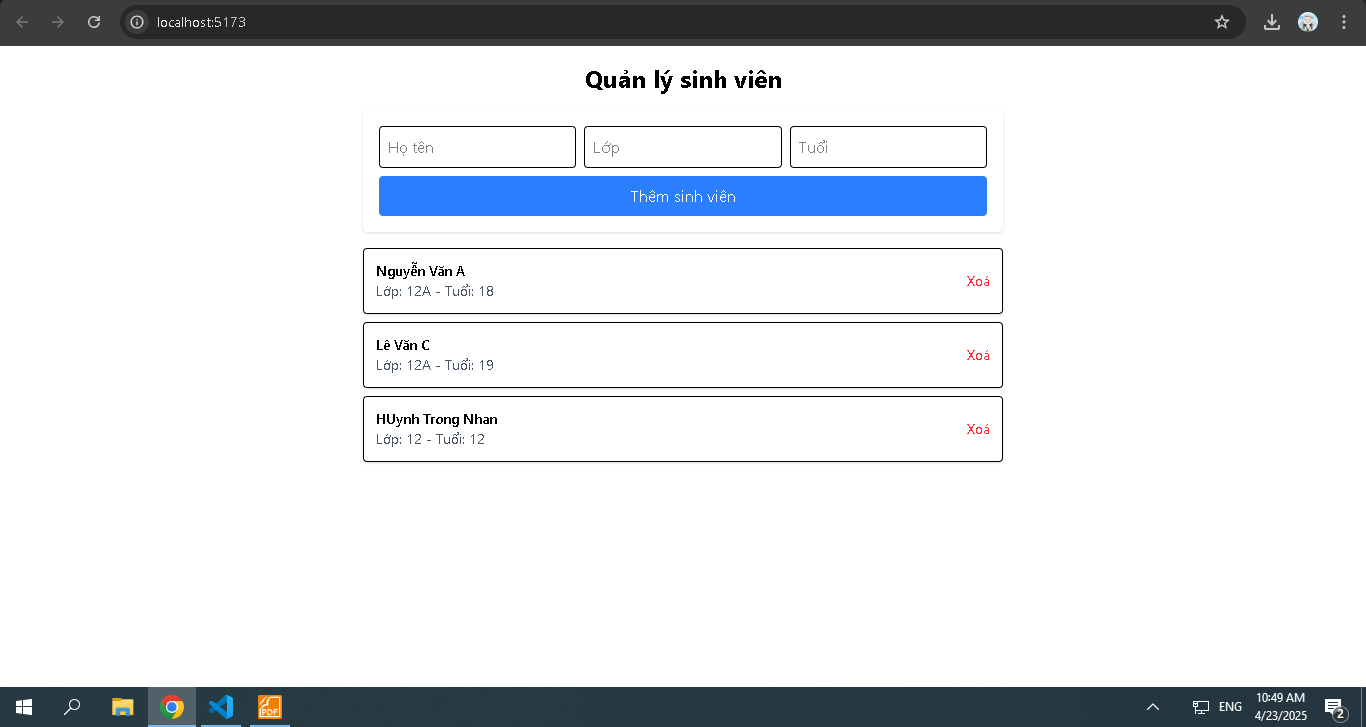 localhost:5173
Quản lý sinh viên
Họ tên
Lớp
Tuổi
Thêm sinh viên
Nguyễn Văn A
Lớp: 12A - Tuổi: 18
Xoá
Lê Văn C
Lớp: 12A - Tuổi: 19
Xoá
HUynh Trong Nhan
Lớp: 12 - Tuổi: 12
Xoá
PDF
ENG
10:49 AM
4/23/2025
2